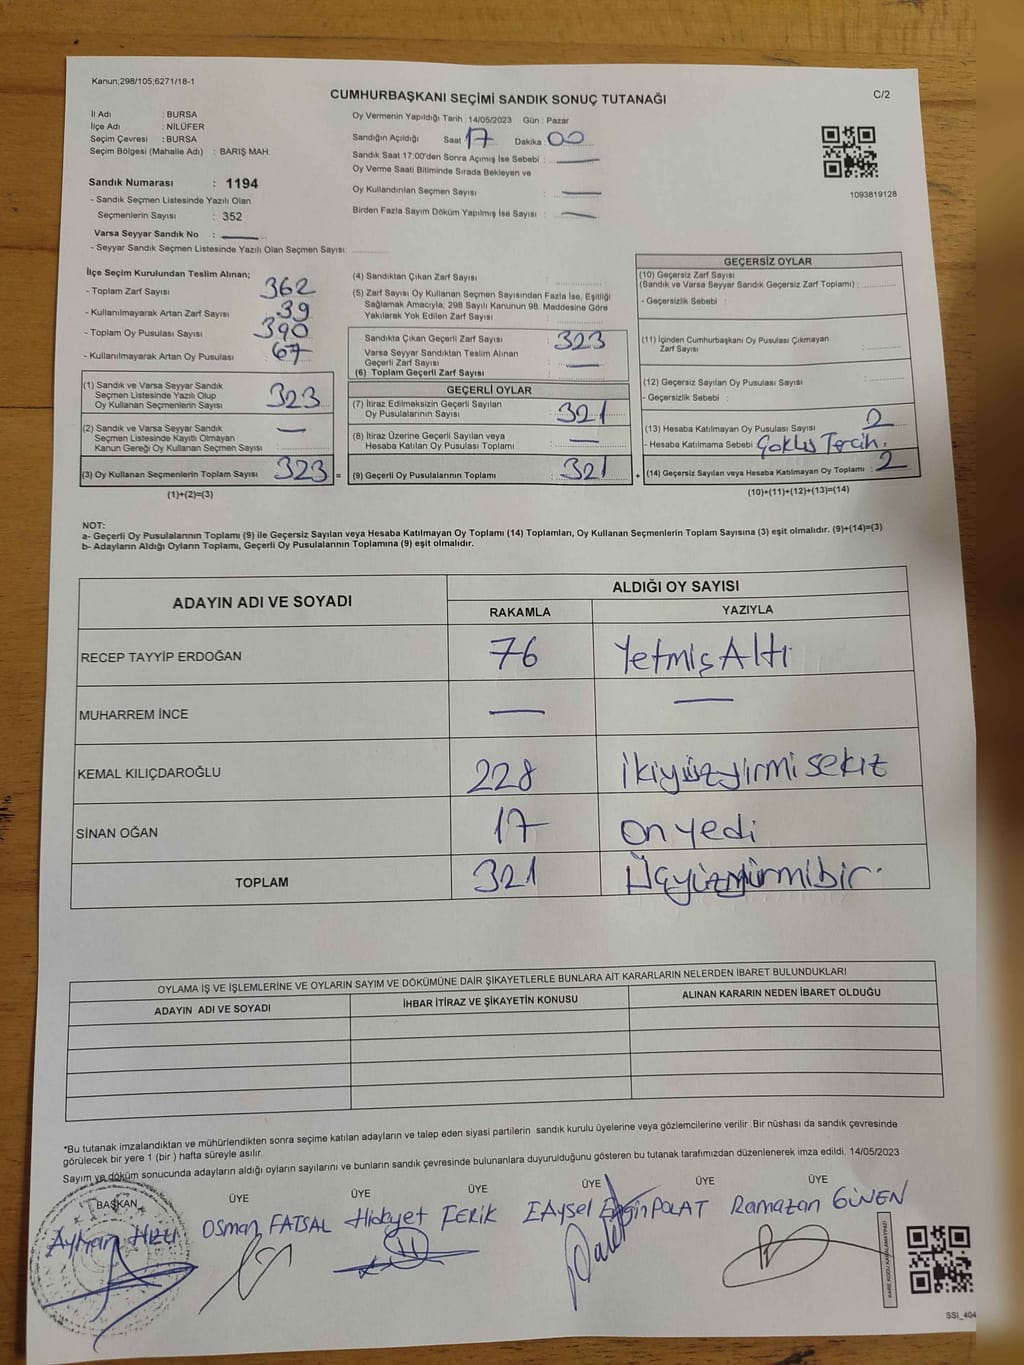 Kanun;298/105;6271/18-1
C/2
CUMHURBAŞKANI SEÇİMİ SANDIK SONUÇ TUTANAĞI
İl Adı : BURSA
İlçe Adı : NİLÜFER
Seçim Çevresi : BURSA
Seçim Bölgesi (Mahalle Adı) : BARIŞ MAH.
Sandık Numarası : 1194
- Sandık Seçmen Listesinde Yazılı Olan
Seçmenlerin Sayısı : 352
Varsa Seyyar Sandık No : —
- Seyyar Sandık Seçmen Listesinde Yazılı Olan Seçmen Sayısı:
Oy Vermenin Yapıldığı Tarih : 14/05/2023 Gün : Pazar
Sandığın Açıldığı Saat 17 Dakika : 00
Sandık Saat 17:00'den Sonra Açımış İse Sebebi : —
Oy Verme Saati Bitiminde Sırada Bekleyen ve
Oy Kullandırılan Seçmen Sayısı : —
Birden Fazla Sayım Döküm Yapılmış İse Sayısı : —
1093819128
İlçe Seçim Kurulundan Teslim Alınan;
- Toplam Zarf Sayısı : 362
- Kullanılmayarak Artan Zarf Sayısı : 39
- Toplam Oy Pusulası Sayısı : 390
- Kullanılmayarak Artan Oy Pusulası : 67
(1) Sandık ve Varsa Seyyar Sandık
Seçmen Listesinde Yazılı Olup
Oy Kullanan Seçmenlerin Sayısı : 323
(2) Sandık ve Varsa Seyyar Sandık
Seçmen Listesinde Kayıtlı Olmayan
Kanun Gereği Oy Kullanan Seçmen Sayısı : —
(3) Oy Kullanan Seçmenlerin Toplam Sayısı : 323 =
(1)+(2)=(3)
(4) Sandıktan Çıkan Zarf Sayısı :
(5) Zarf Sayısı Oy Kullanan Seçmen Sayısından Fazla İse, Eşitliği
Sağlamak Amacıyla; 298 Sayılı Kanunun 98. Maddesine Göre
Yakılarak Yok Edilen Zarf Sayısı :
Sandıkta Çıkan Geçerli Zarf Sayısı : 323
Varsa Seyyar Sandıktan Teslim Alınan
Geçerli Zarf Sayısı : —
(6) Toplam Geçerli Zarf Sayısı :
GEÇERLİ OYLAR
(7) İtiraz Edilmeksizin Geçerli Sayılan
Oy Pusulalarının Sayısı : 321
(8) İtiraz Üzerine Geçerli Sayılan veya
Hesaba Katılan Oy Pusulası Toplamı : —
(9) Geçerli Oy Pusulalarının Toplamı : 321 +
GEÇERSİZ OYLAR
(10) Geçersiz Zarf Sayısı
(Sandık ve Varsa Seyyar Sandık Geçersiz Zarf Toplamı) :
- Geçersizlik Sebebi :
(11) İçinden Cumhurbaşkanı Oy Pusulası Çıkmayan
Zarf Sayısı :
(12) Geçersiz Sayılan Oy Pusulası Sayısı :
- Geçersizlik Sebebi :
(13) Hesaba Katılmayan Oy Pusulası Sayısı : 2
- Hesaba Katılmama Sebebi : Çoklu Tercih.
(14) Geçersiz Sayılan veya Hesaba Katılmayan Oy Toplamı : 2
(10)+(11)+(12)+(13)=(14)
NOT:
a- Geçerli Oy Pusulalarının Toplamı (9) ile Geçersiz Sayılan veya Hesaba Katılmayan Oy Toplamı (14) Toplamları, Oy Kullanan Seçmenlerin Toplam Sayısına (3) eşit olmalıdır. (9)+(14)=(3)
b- Adayların Aldığı Oyların Toplamı, Geçerli Oy Pusulalarının Toplamına (9) eşit olmalıdır.
ADAYIN ADI VE SOYADI ALDIĞI OY SAYISI
RAKAMLA YAZIYLA
RECEP TAYYİP ERDOĞAN 76 Yetmiş Altı
MUHARREM İNCE — —
KEMAL KILIÇDAROĞLU 228 İkiyüzyirmi sekiz
SİNAN OĞAN 17 on yedi
TOPLAM 321 Üçyüzyirmibir.
OYLAMA İŞ VE İŞLEMLERİNE VE OYLARIN SAYIM VE DÖKÜMÜNE DAİR ŞİKAYETLERLE BUNLARA AİT KARARLARIN NELERDEN İBARET BULUNDUKLARI
ADAYIN ADI VE SOYADI İHBAR İTİRAZ VE ŞİKAYETİN KONUSU ALINAN KARARIN NEDEN İBARET OLDUĞU
*Bu tutanak imzalandıktan ve mühürlendikten sonra seçime katılan adayların ve talep eden siyasi partilerin sandık kurulu üyelerine veya gözlemcilerine verilir .Bir nüshası da sandık çevresinde
görülecek bir yere 1 (bir ) hafta süreyle asılır.
Sayım ve döküm sonucunda adayların aldığı oyların sayılarını ve bunların sandık çevresinde bulunanlara duyurulduğunu gösteren bu tutanak tarafımızdan düzenlenerek imza edildi. 14/05/2023
BAŞKAN ÜYE ÜYE ÜYE ÜYE ÜYE ÜYE
Ayhan Osman FATSAL Hidayet FERİK Aysel Engin POLAT Ramazan GÜVEN
KARE KODU KAPATMAYINIZ!
SSI_404